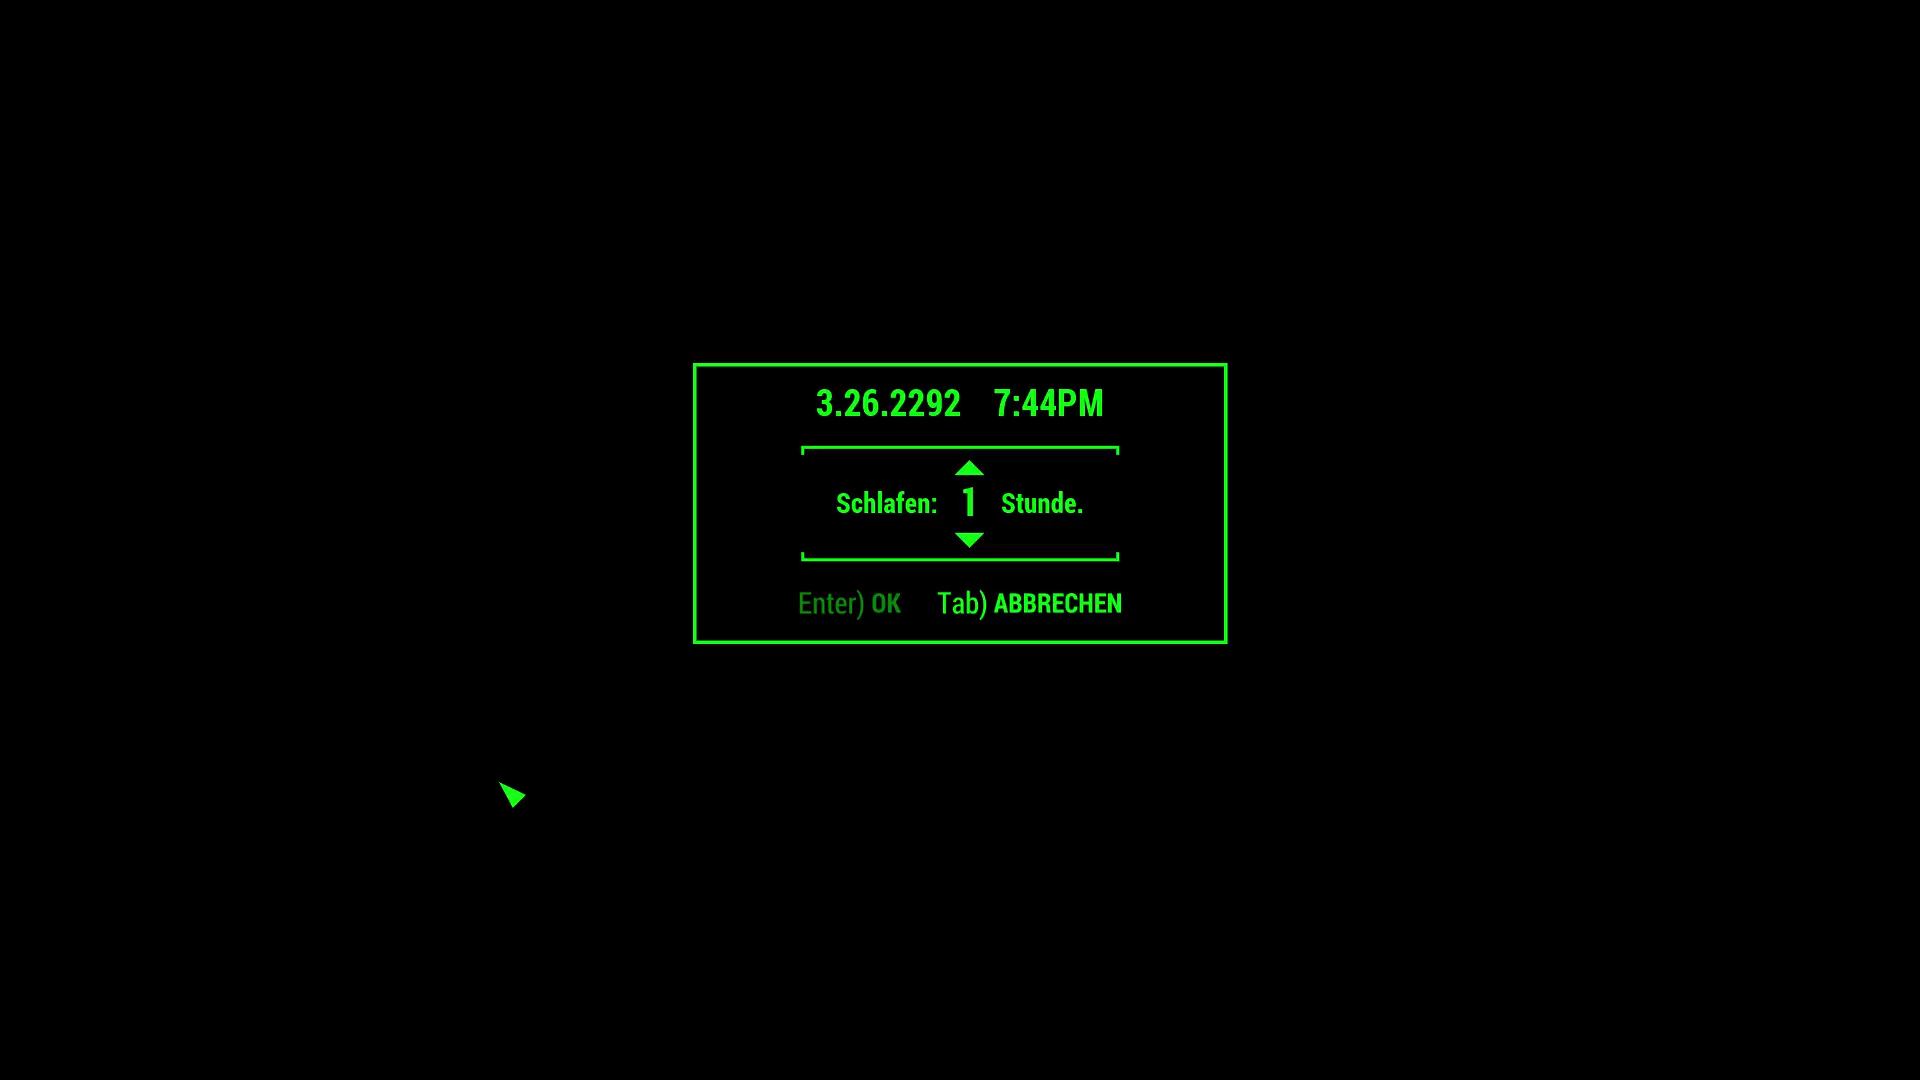 3.26.2292 7:44PM
Schlafen: 1 Stunde.
Enter) OK Tab) ABBRECHEN